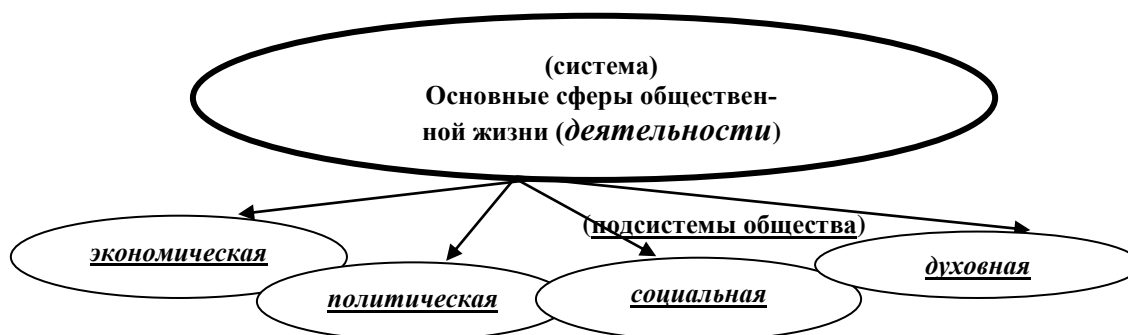 (система)
Основные сферы обществен-
ной жизни (деятельности)
(подсистемы общества)
экономическая
политическая
социальная
духовная